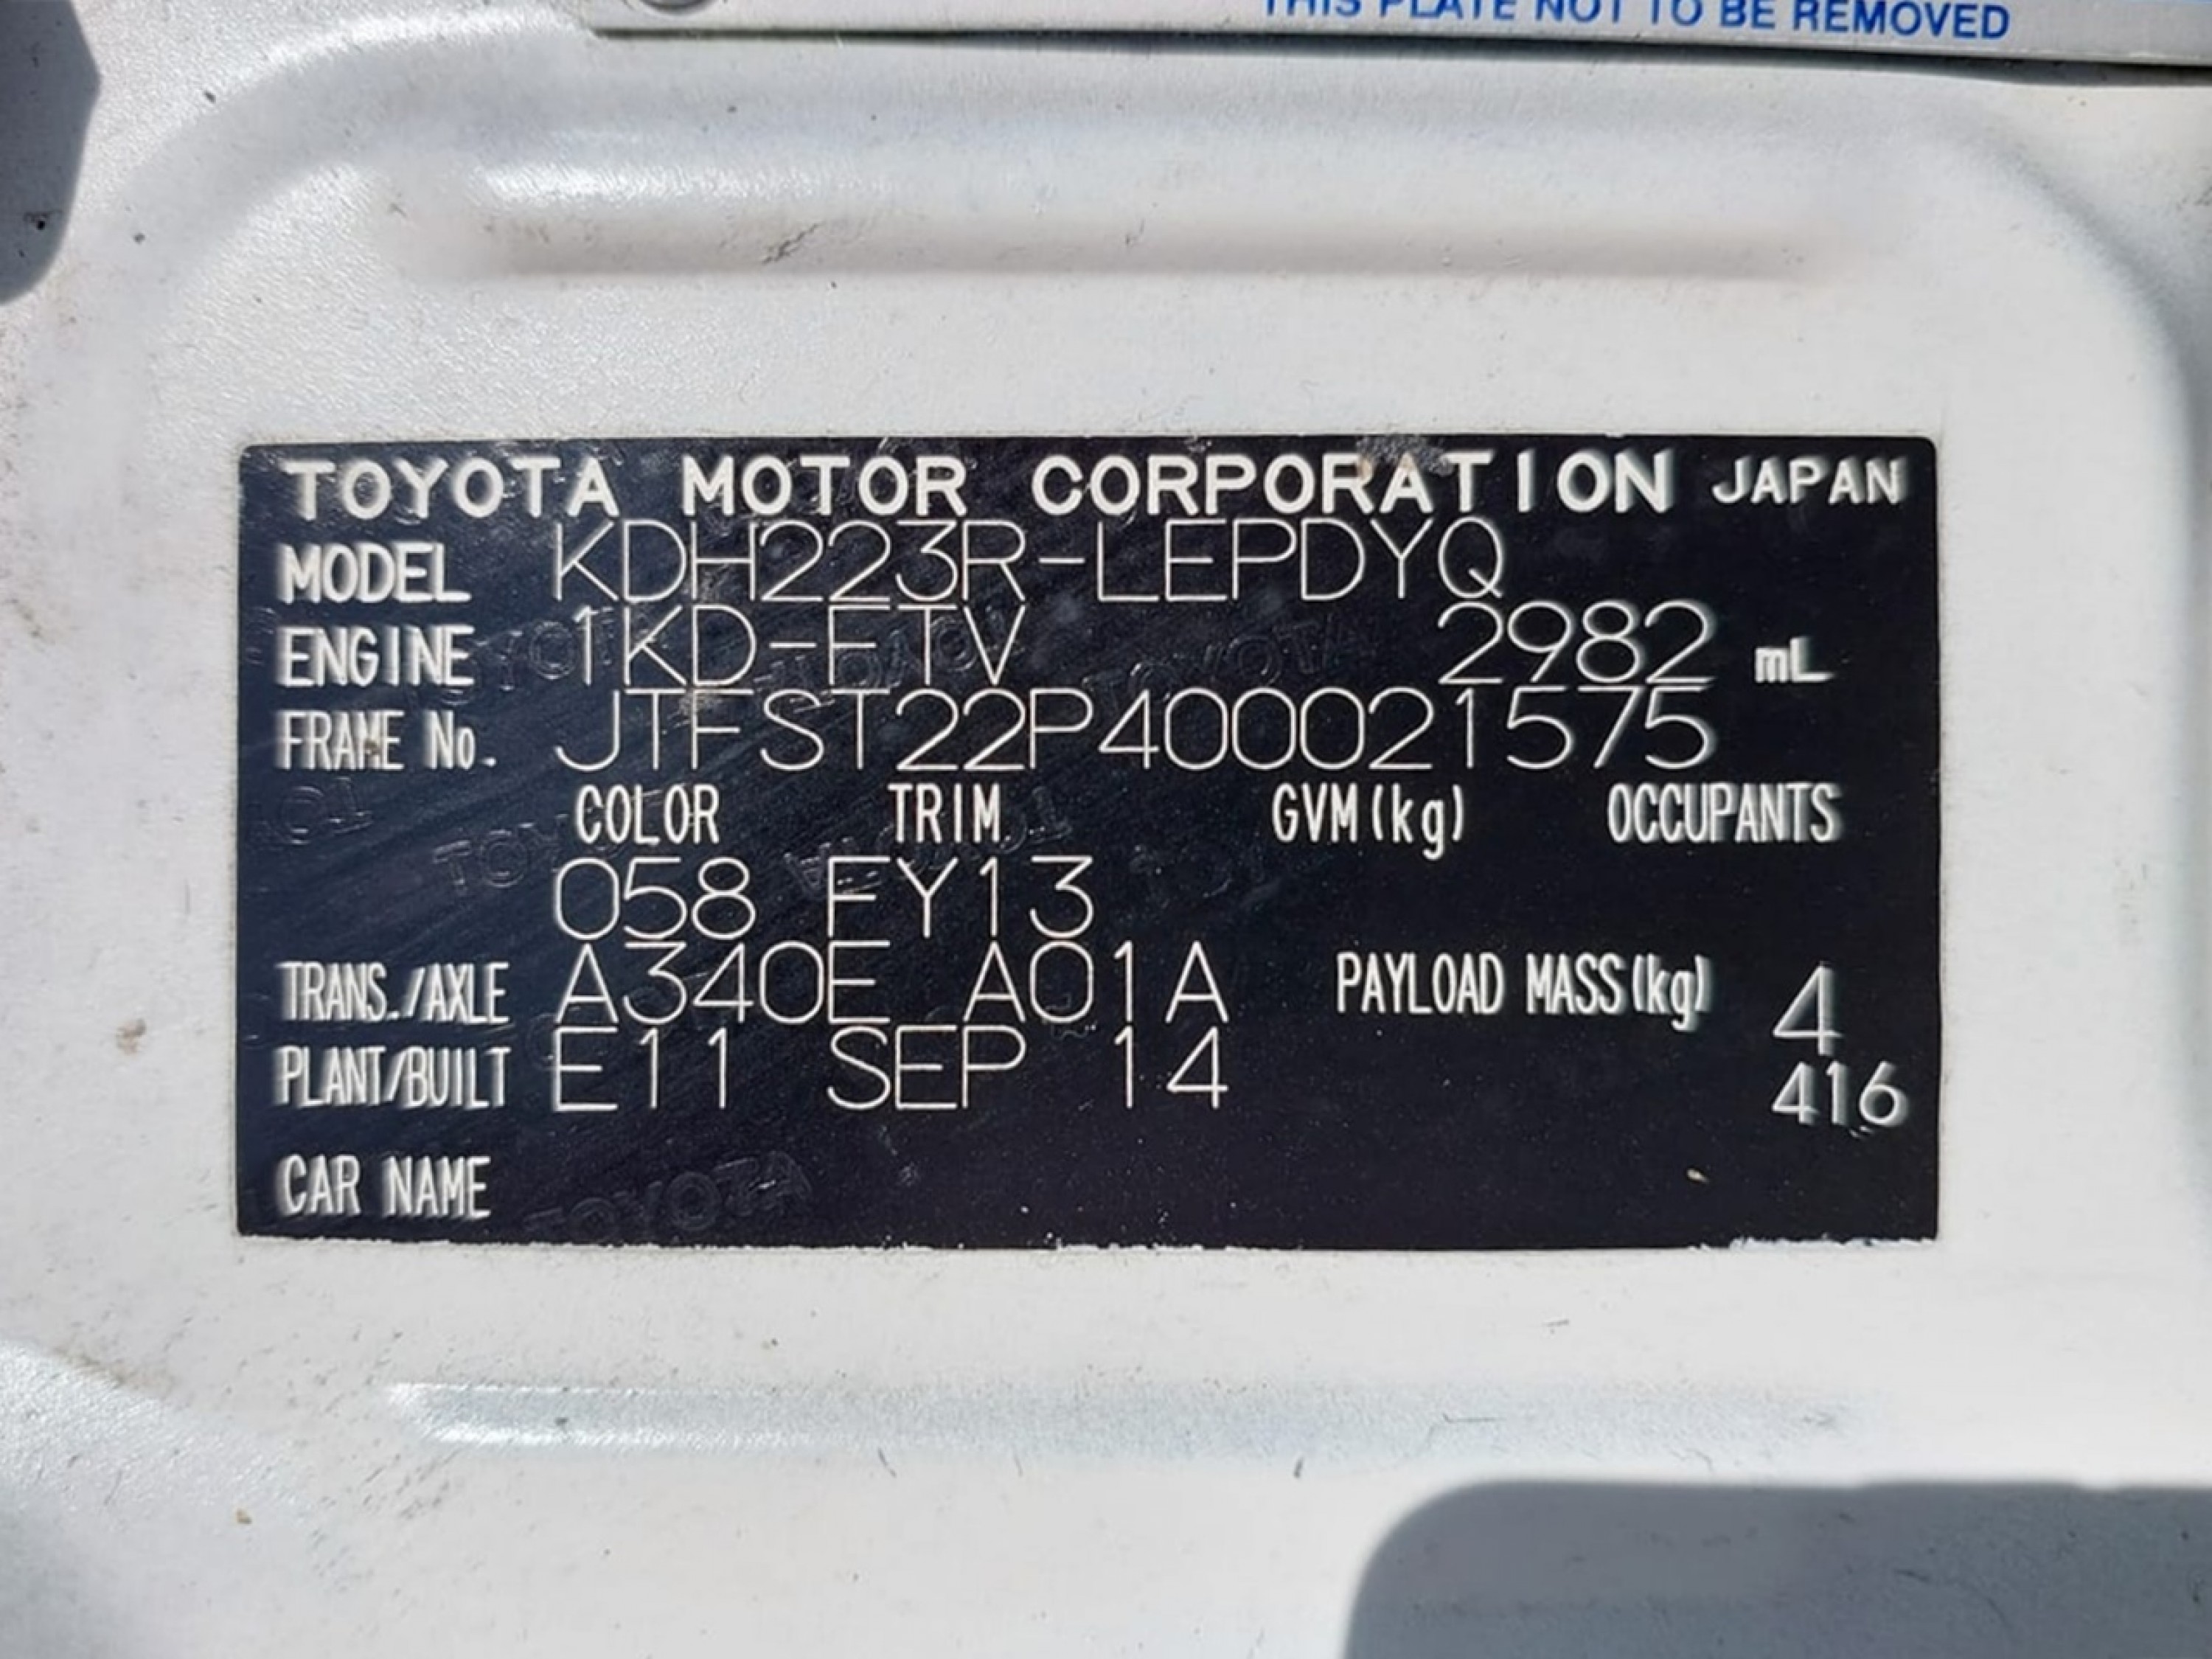 THIS PLATE NOT TO BE REMOVED
TOYOTA MOTOR CORPORATION JAPAN
MODEL KDH223R-LEPDYQ
ENGINE 1KD-FTV 2982 mL
FRAME No. JTFST22P400021575
COLOR TRIM GVM(kg) OCCUPANTS
058 FY13
TRANS./AXLE A340E A01A PAYLOAD MASS(kg) 4
PLANT/BUILT E11 SEP 14 416
CAR NAME